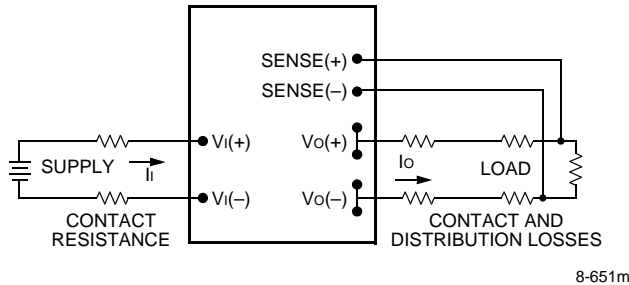 SENSE(+)
SENSE(–)
VI(+)
VO(+)
SUPPLY
II
IO
LOAD
VI(–)
VO(–)
CONTACT
RESISTANCE
CONTACT AND
DISTRIBUTION LOSSES
8-651m